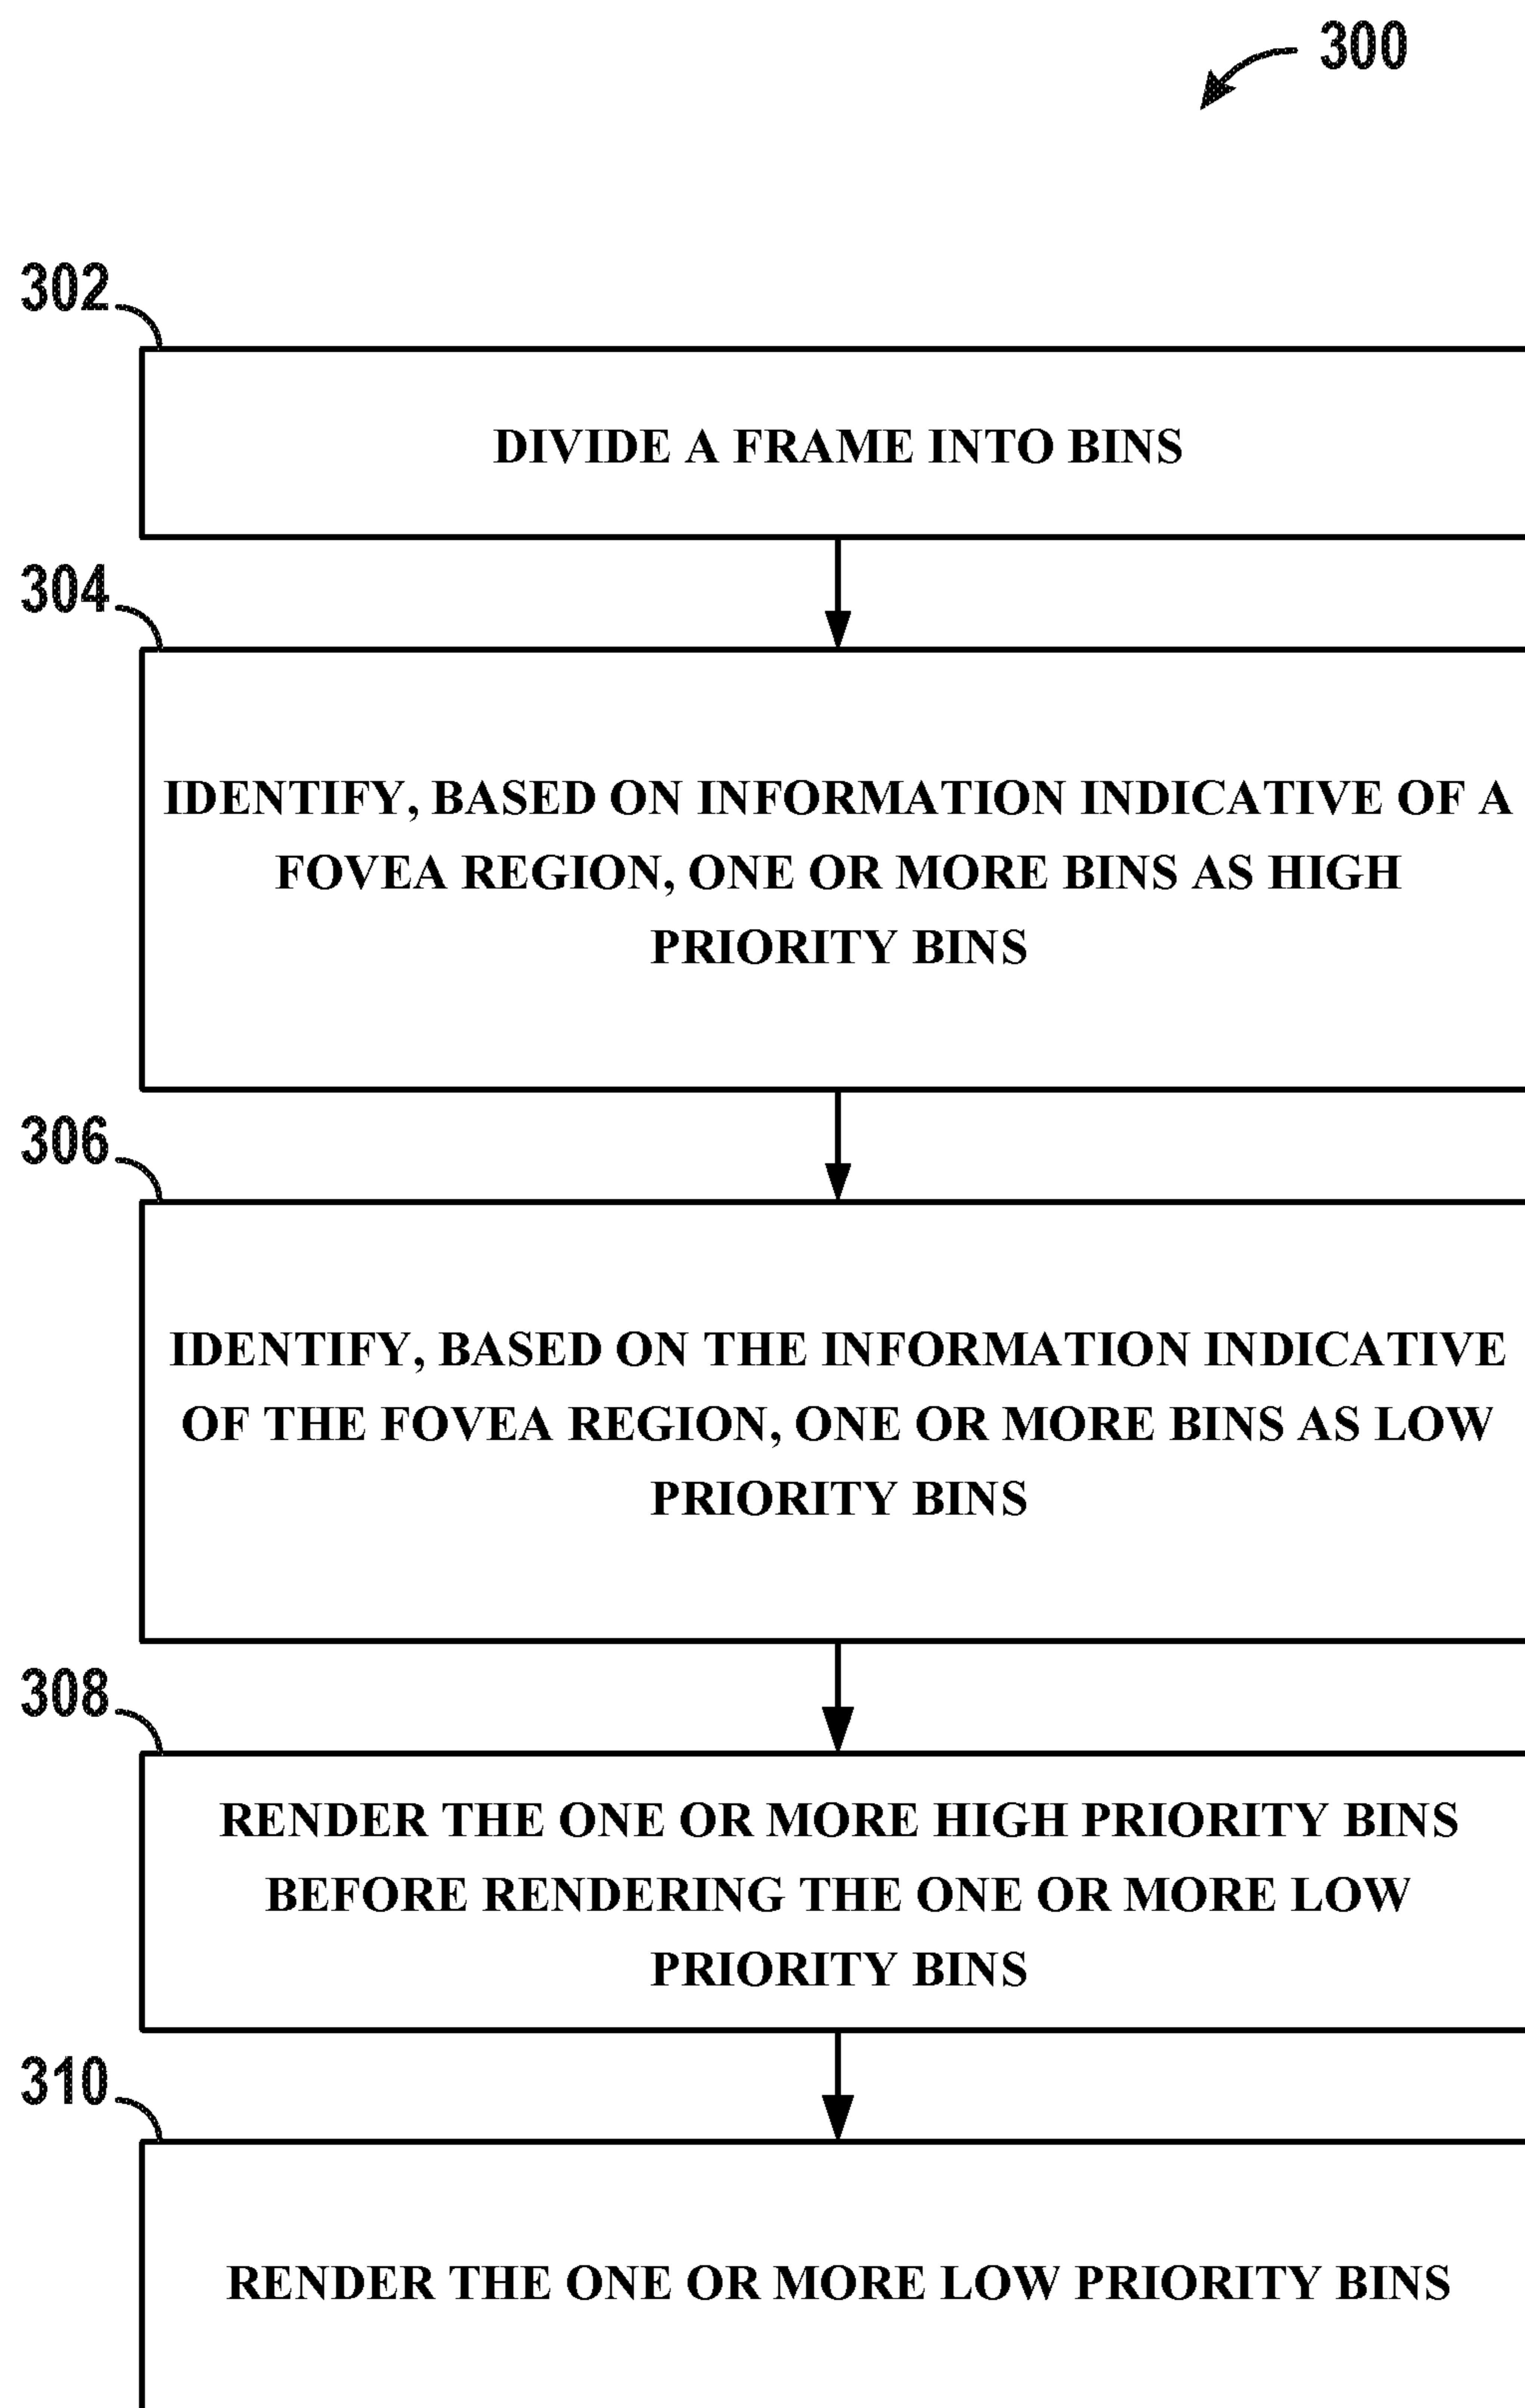 300
302
DIVIDE A FRAME INTO BINS
304
IDENTIFY, BASED ON INFORMATION INDICATIVE OF A
FOVEA REGION, ONE OR MORE BINS AS HIGH
PRIORITY BINS
306
IDENTIFY, BASED ON THE INFORMATION INDICATIVE
OF THE FOVEA REGION, ONE OR MORE BINS AS LOW
PRIORITY BINS
308
RENDER THE ONE OR MORE HIGH PRIORITY BINS
BEFORE RENDERING THE ONE OR MORE LOW
PRIORITY BINS
310
RENDER THE ONE OR MORE LOW PRIORITY BINS